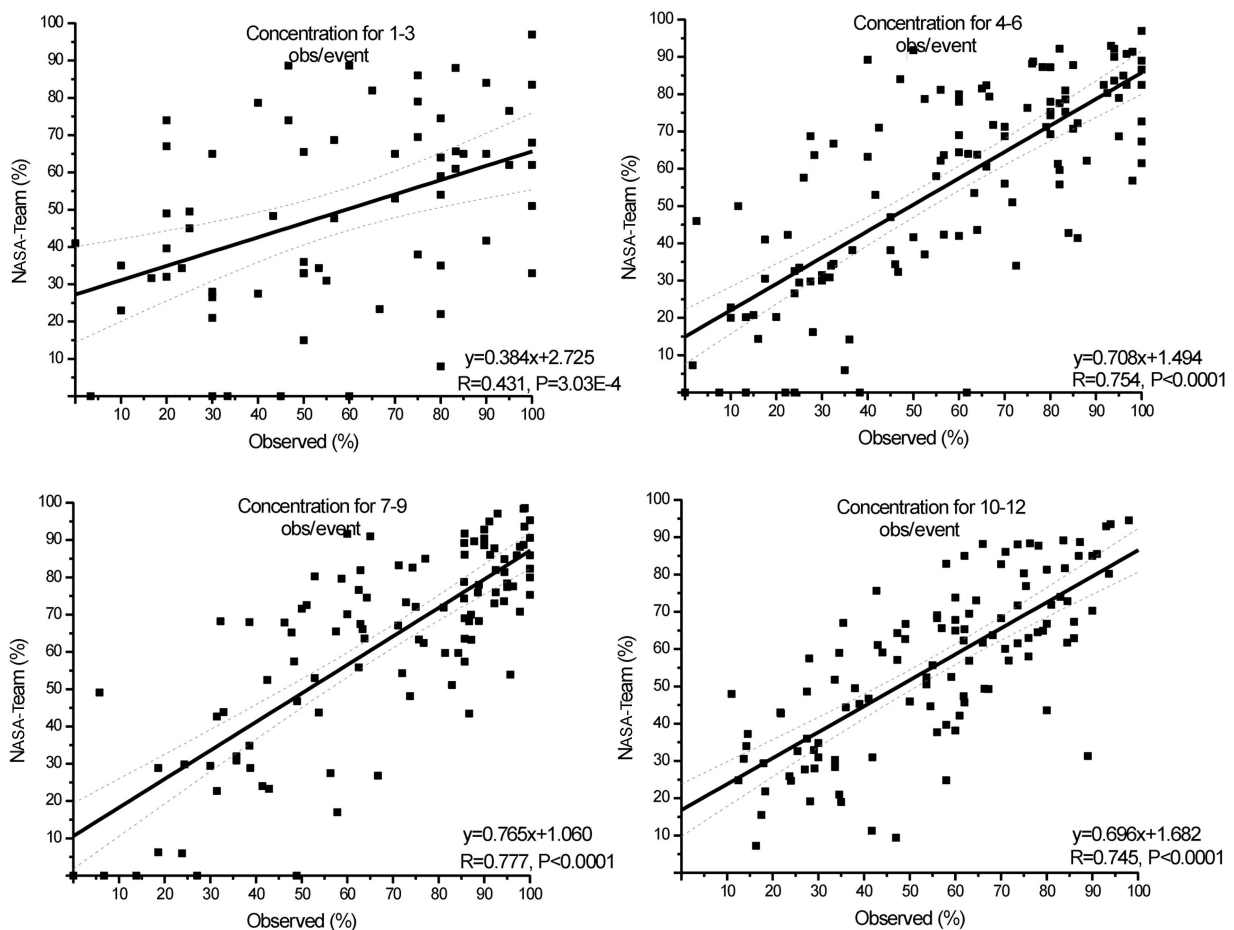 Concentration for 1-3
obs/event
100
90
80
70
60
50
40
30
20
10
NASA-Team (%)
y=0.384x+2.725
R=0.431, P=3.03E-4
10 20 30 40 50 60 70 80 90 100
Observed (%)
Concentration for 4-6
obs/event
100
90
80
70
60
50
40
30
20
10
NASA-Team (%)
y=0.708x+1.494
R=0.754, P<0.0001
10 20 30 40 50 60 70 80 90 100
Observed (%)
Concentration for 7-9
obs/event
100
90
80
70
60
50
40
30
20
10
NASA-Team (%)
y=0.765x+1.060
R=0.777, P<0.0001
10 20 30 40 50 60 70 80 90 100
Observed (%)
Concentration for 10-12
obs/event
100
90
80
70
60
50
40
30
20
10
NASA-Team (%)
y=0.696x+1.682
R=0.745, P<0.0001
10 20 30 40 50 60 70 80 90 100
Observed (%)